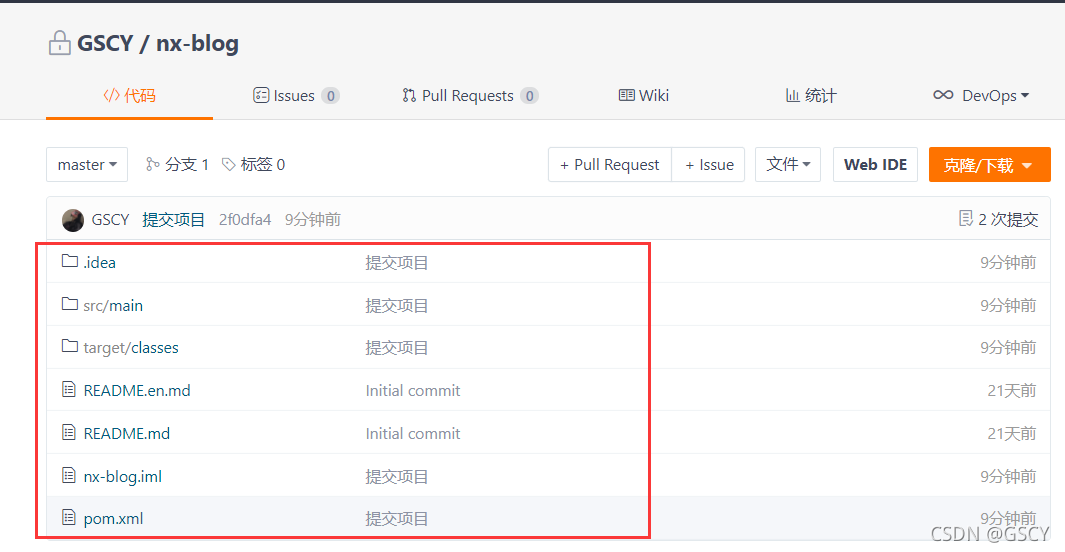 GSCY / nx-blog
</> 代码 Issues 0 Pull Requests 0 Wiki 统计 DevOps
master 分支 1 标签 0 + Pull Request + Issue 文件 Web IDE 克隆/下载
GSCY 提交项目 2f0dfa4 9分钟前 2 次提交
.idea 提交项目 9分钟前
src/main 提交项目 9分钟前
target/classes 提交项目 9分钟前
README.en.md Initial commit 21天前
README.md Initial commit 21天前
nx-blog.iml 提交项目 9分钟前
pom.xml 提交项目 9分钟前
CSDN @GSCY